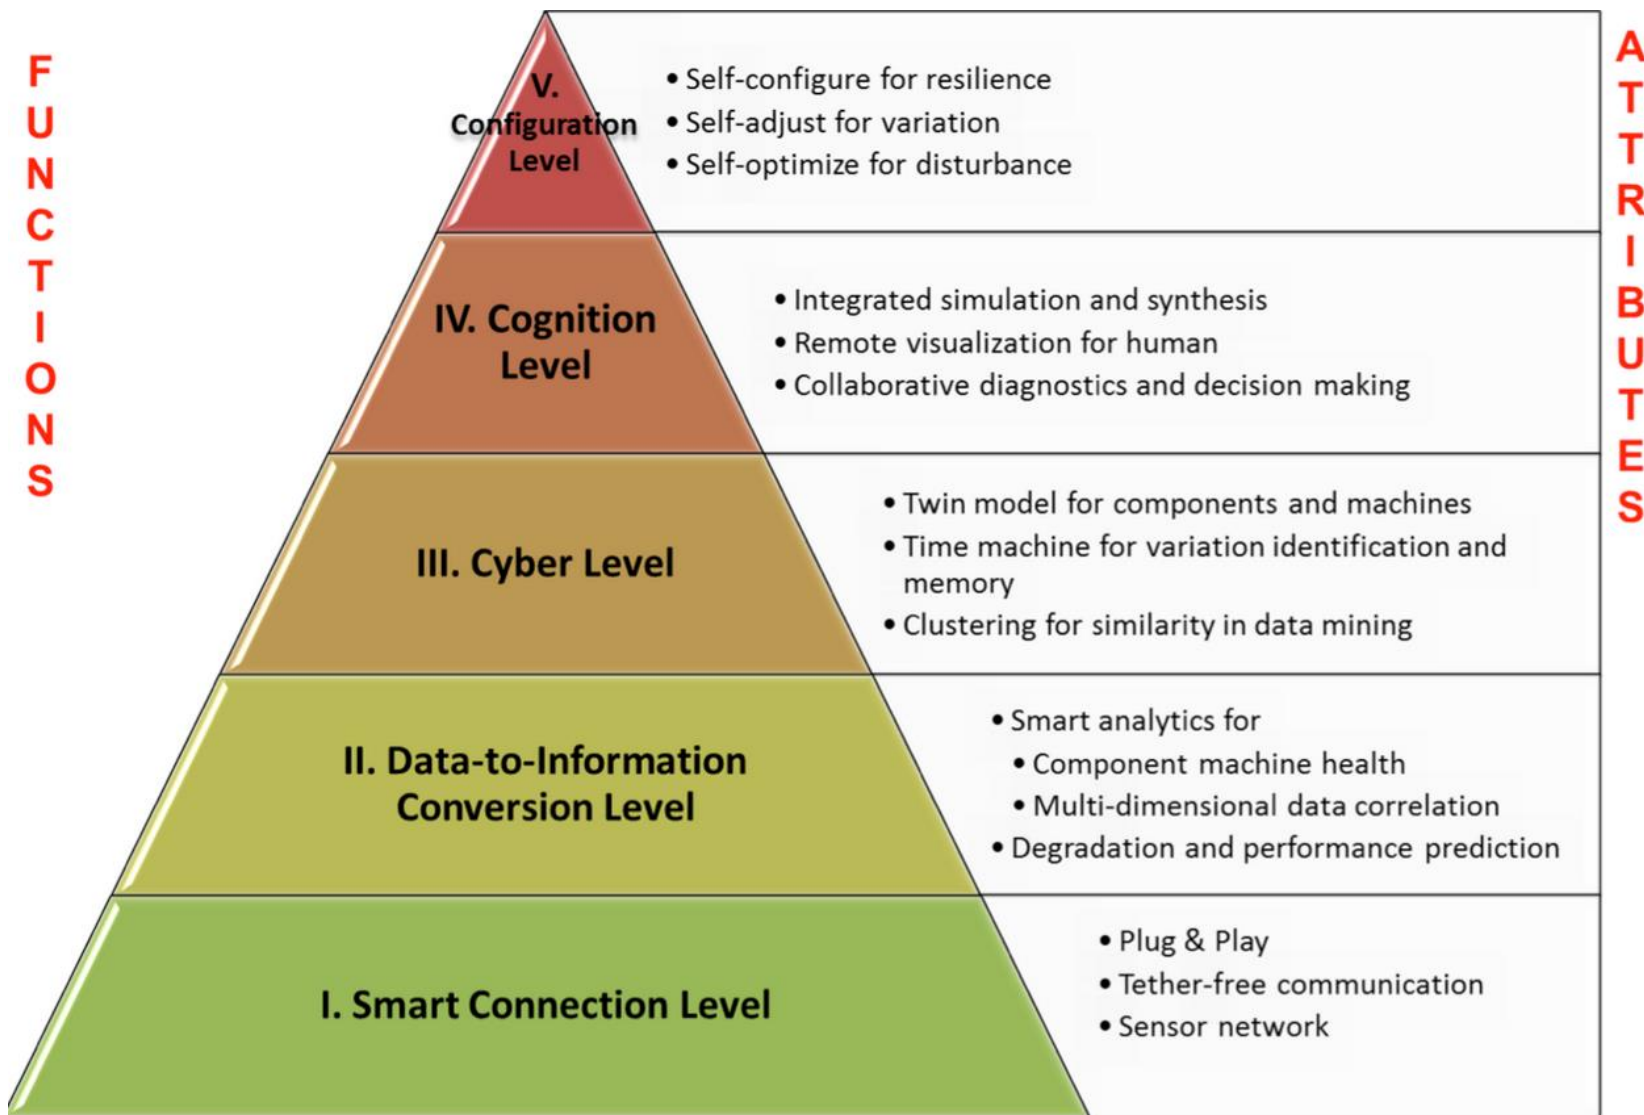 FUNCTIONS
ATTRIBUTES
V.
Configuration
Level
• Self-configure for resilience
• Self-adjust for variation
• Self-optimize for disturbance
IV. Cognition
Level
• Integrated simulation and synthesis
• Remote visualization for human
• Collaborative diagnostics and decision making
III. Cyber Level
• Twin model for components and machines
• Time machine for variation identification and
memory
• Clustering for similarity in data mining
II. Data-to-Information
Conversion Level
• Smart analytics for
• Component machine health
• Multi-dimensional data correlation
• Degradation and performance prediction
I. Smart Connection Level
• Plug & Play
• Tether-free communication
• Sensor network